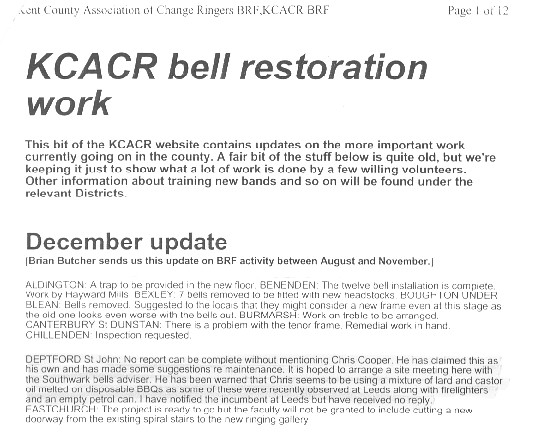 Kent County Association of Change Ringers BRF,KCACR BRF Page 1 of 12
KCACR bell restoration
work
This bit of the KCACR website contains updates on the more important work
currently going on in the county. A fair bit of the stuff below is quite old, but we're
keeping it just to show what a lot of work is done by a few willing volunteers.
Other information about training new bands and so on will be found under the
relevant Districts.
December update
[Brian Butcher sends us this update on BRF activity between August and November.]
ALDINGTON: A trap to be provided in the new floor. BENENDEN: The twelve bell installation is complete.
Work by Hayward Mills. BEXLEY: 7 bells removed to be fitted with new headstocks. BOUGHTON UNDER
BLEAN: Bells removed. Suggested to the locals that they might consider a new frame even at this stage as
the old one looks even worse with the bells out. BURMARSH: Work on treble to be arranged.
CANTERBURY St DUNSTAN: There is a problem with the tenor frame. Remedial work in hand.
CHILLENDEN: Inspection requested.
DEPTFORD St John: No report can be complete without mentioning Chris Cooper. He has claimed this as
his own and has made some suggestions re maintenance. It is hoped to arrange a site meeting here with
the Southwark bells adviser. He has been warned that Chris seems to be using a mixture of lard and castor
oil melted on disposable BBQs as some of these were recently observed at Leeds along with firelighters
and an empty petrol can. I have notified the incumbent at Leeds but have received no reply.
EASTCHURCH: The project is ready to go but the faculty will not be granted to include cutting a new
doorway from the existing spiral stairs to the new ringing gallery